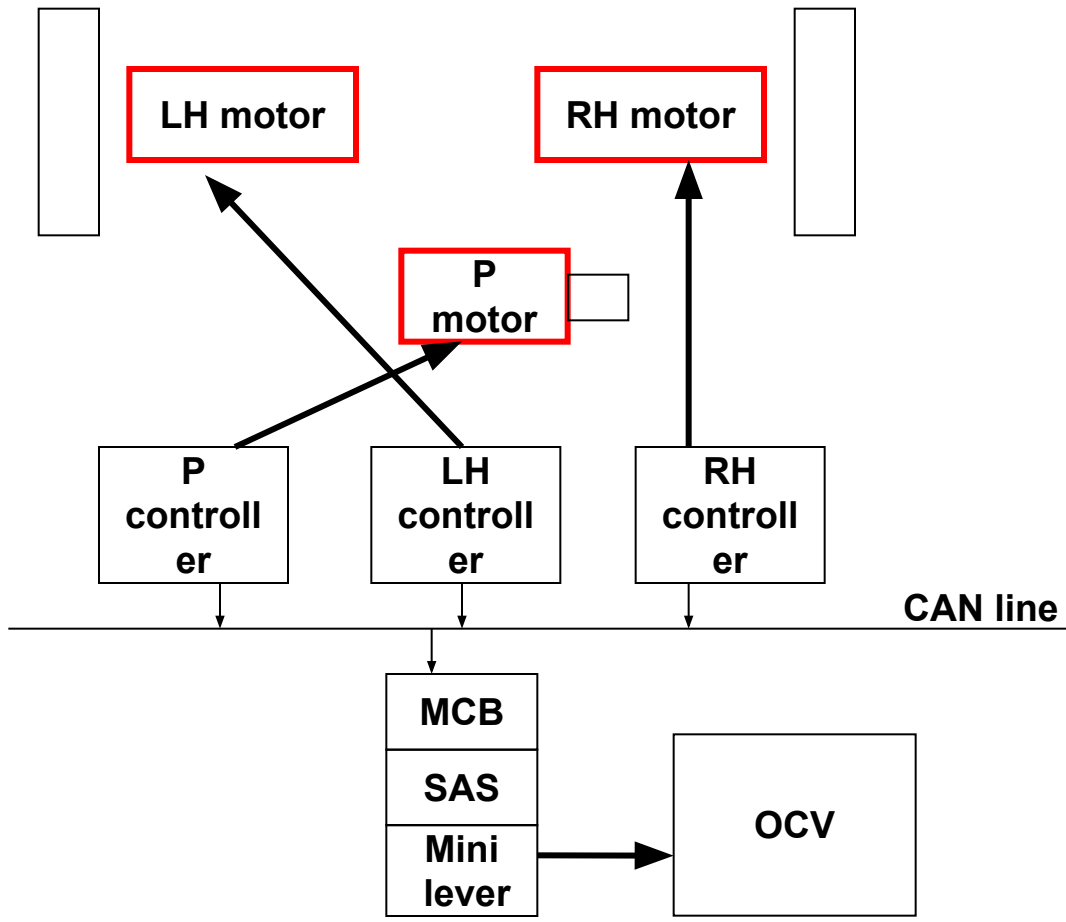 LH motor
RH motor
P
motor
P
controll
er
LH
controll
er
RH
controll
er
CAN line
MCB
SAS
Mini
lever
OCV